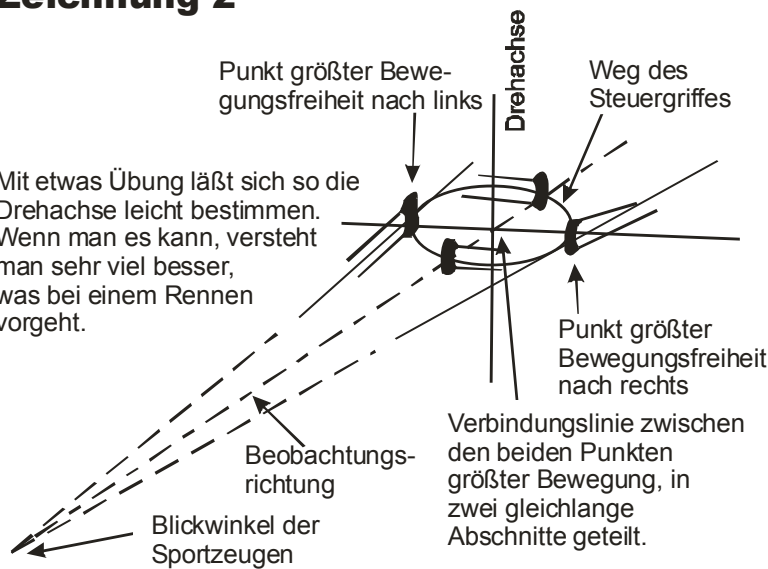 Zeichnung 2
Drehachse
Punkt größter Bewe-
gungsfreiheit nach links
Weg des
Steuergriffes
Mit etwas Übung läßt sich so die
Drehachse leicht bestimmen.
Wenn man es kann, versteht
man sehr viel besser,
was bei einem Rennen
vorgeht.
Punkt größter
Bewegungsfreiheit
nach rechts
Verbindungslinie zwischen
den beiden Punkten
größter Bewegung, in
zwei gleichlange
Abschnitte geteilt.
Beobachtungs-
richtung
Blickwinkel der
Sportzeugen